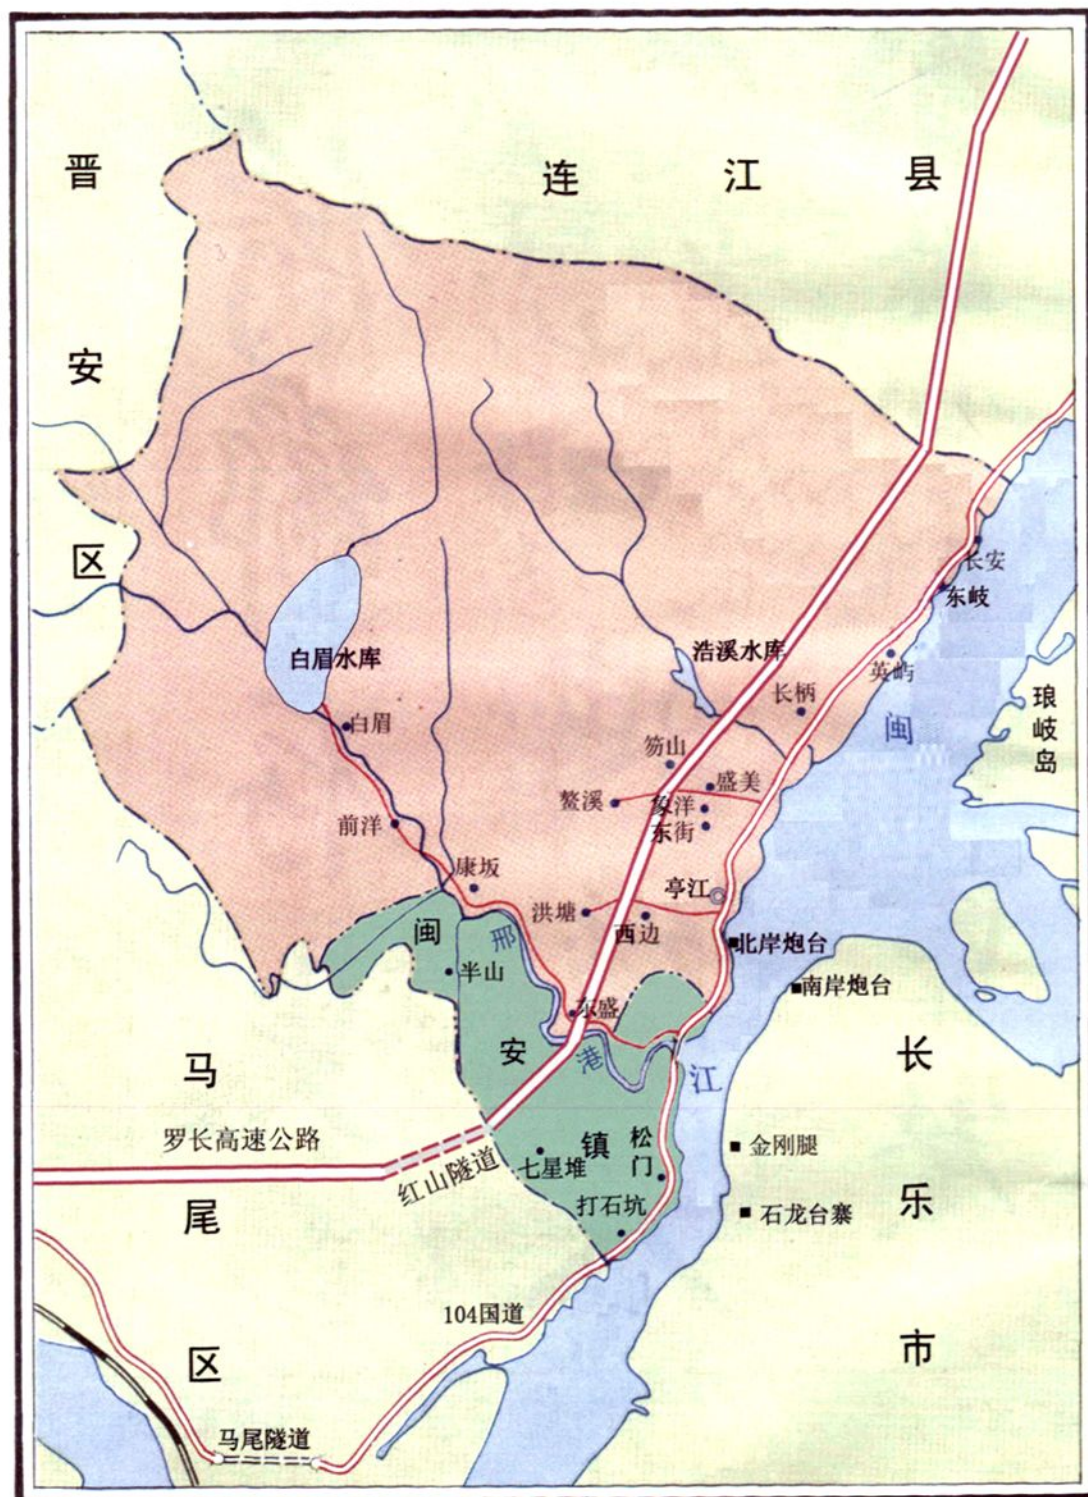 晋安区
连江县
长安
东岐
白眉水库
浩溪水库
英屿
琅岐岛
长柄
白眉
闽
笏山
盛美
鳌溪
象洋
东街
前洋
康坂
亭江
洪塘
西边
闽
邢
北岸炮台
半山
南岸炮台
东盛
安
港
江
长乐市
马尾区
罗长高速公路
红山隧道
镇
松门
七星堆
金刚腿
打石坑
石龙台寨
104国道
马尾隧道